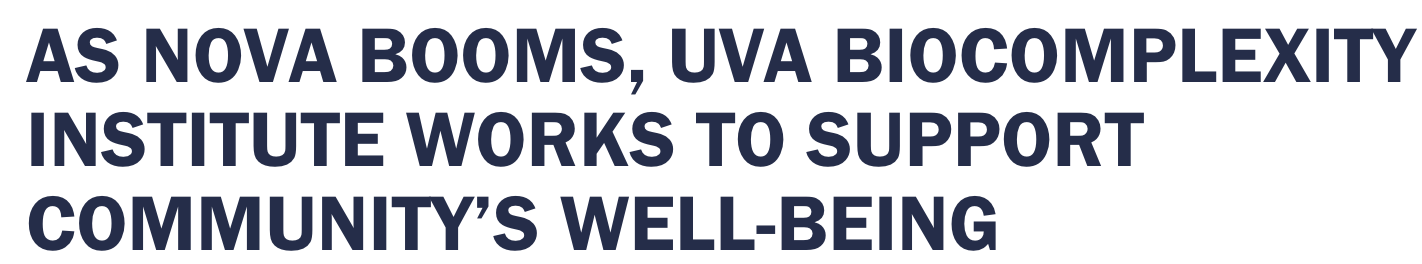 AS NOVA BOOMS, UVA BIOCOMPLEXITY
INSTITUTE WORKS TO SUPPORT
COMMUNITY’S WELL-BEING